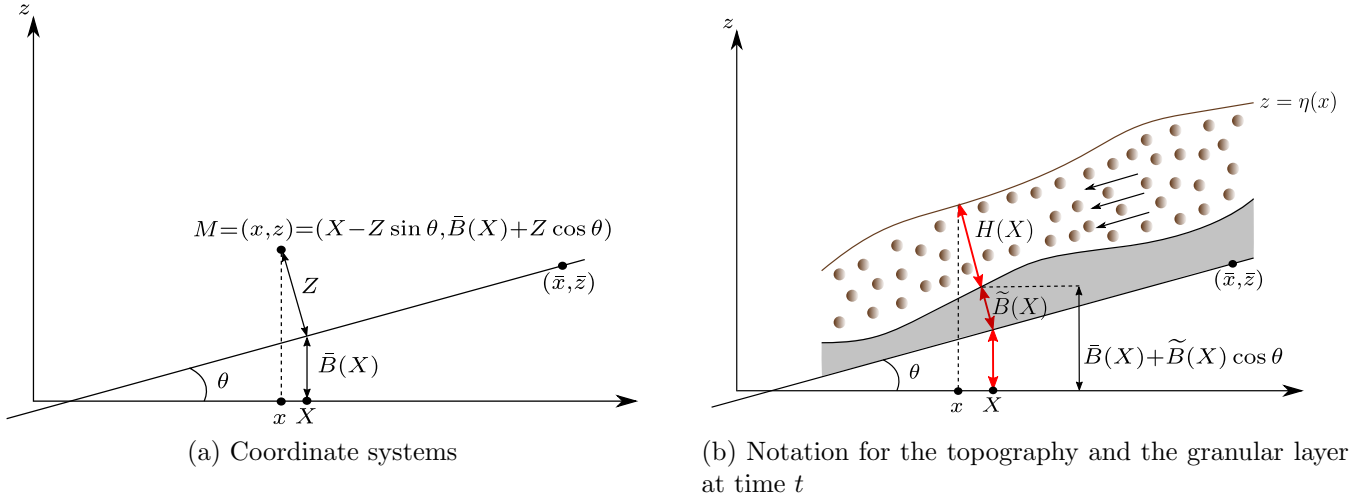 z
M=(x,z)=(X−Z sin θ,B̄(X)+Z cos θ)
Z
(x̄,z̄)
B̄(X)
θ
x
X
(a) Coordinate systems
z
z = η(x)
H(X)
B̃(X)
(x̄,z̄)
B̄(X)+B̃(X) cos θ
θ
x
X
(b) Notation for the topography and the granular layer
at time t